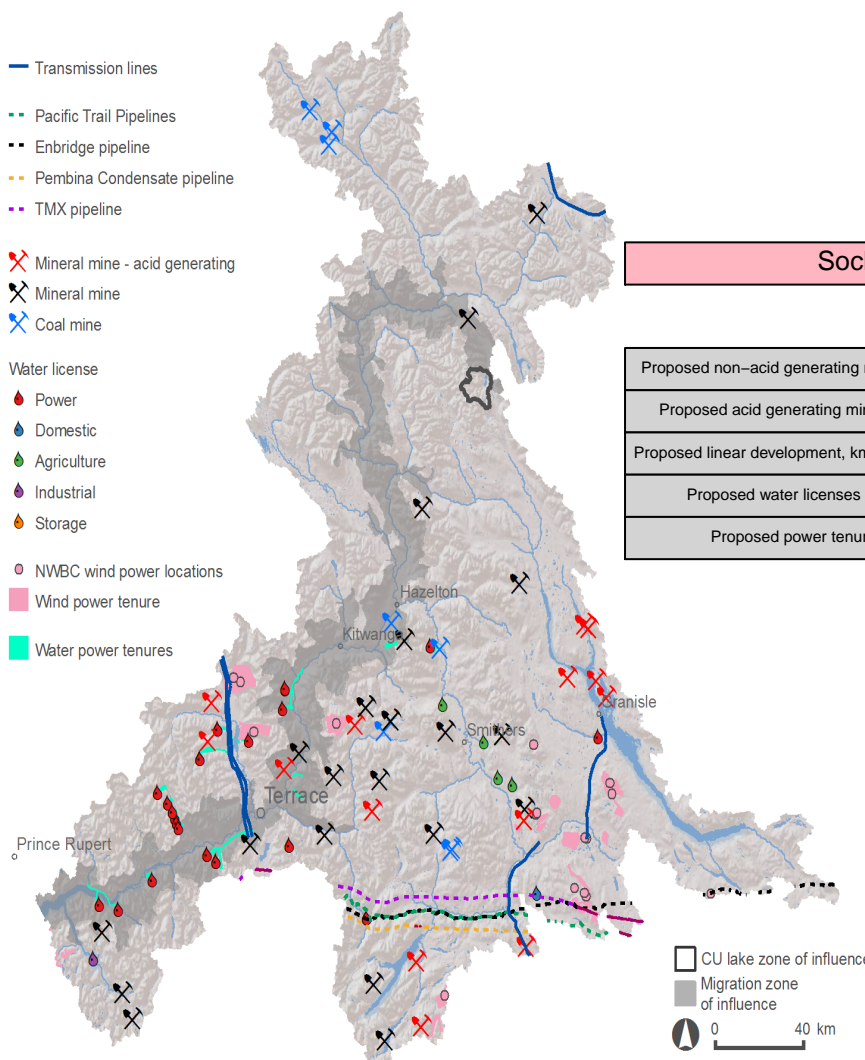 Transmission lines
Pacific Trail Pipelines
Enbridge pipeline
Pembina Condensate pipeline
TMX pipeline
Mineral mine - acid generating
Mineral mine
Coal mine
Water license
Power
Domestic
Agriculture
Industrial
Storage
NWBC wind power locations
Wind power tenure
Water power tenures
Soc
Proposed non−acid generating
Proposed acid generating min
Proposed linear development, km
Proposed water licenses
Proposed power tenur
Hazelton
Kitwanga
Granisle
Smithers
Terrace
Prince Rupert
CU lake zone of influence
Migration zone
of influence
0 40 km